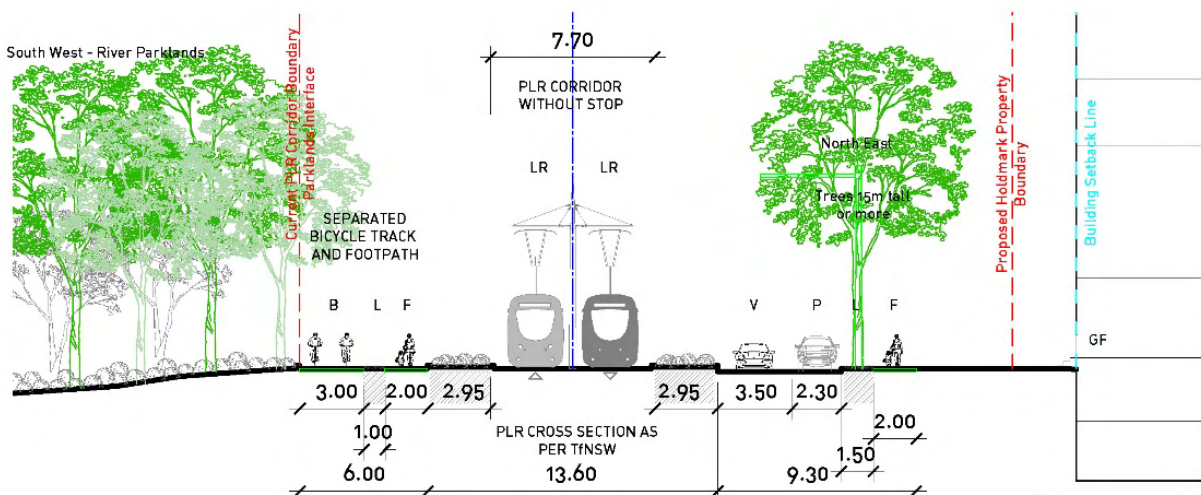 South West - River Parklands
Current PLR Corridor Boundary
Parklands Interface
7.70
PLR CORRIDOR
WITHOUT STOP
LR
LR
SEPARATED
BICYCLE TRACK
AND FOOTPATH
North East
Trees 15m tall
or more
Proposed Holdmark Property
Boundary
Building Setback Line
B
L
F
V
P
L
F
GF
3.00
2.00
2.95
2.95
3.50
2.30
1.00
2.00
1.50
PLR CROSS SECTION AS
PER TfNSW
6.00
13.60
9.30